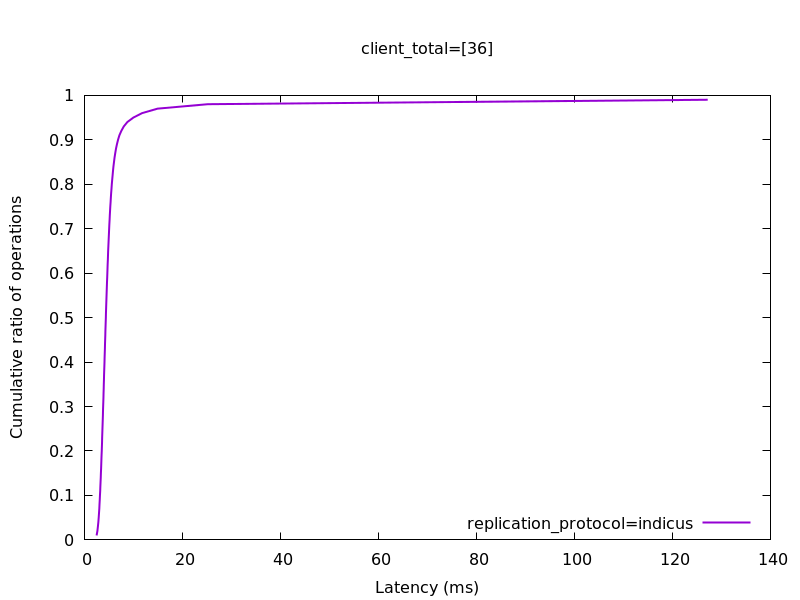 client_total=[36]
1
0.9
0.8
0.7
0.6
0.5
0.4
0.3
0.2
0.1
0
Cumulative ratio of operations
replication_protocol=indicus
0 20 40 60 80 100 120 140
Latency (ms)